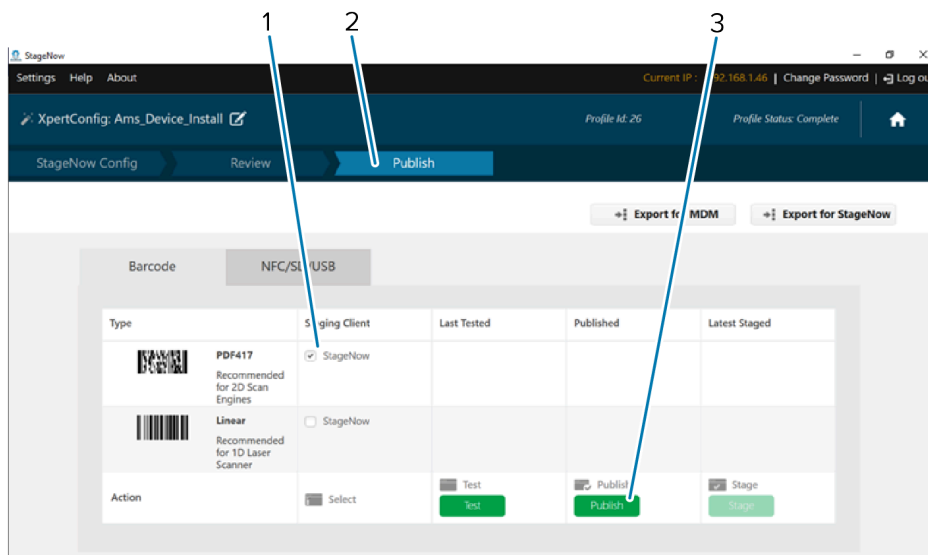 1 2 3
StageNow
Settings Help About Current IP : 92.168.1.46 | Change Password | Log ou
XpertConfig: Ams_Device_Install Profile Id: 26 Profile Status: Complete
StageNow Config Review Publish
Export for MDM Export for StageNow
Barcode NFC/SD/USB
Type Staging Client Last Tested Published Latest Staged
PDF417 StageNow
Recommended
for 2D Scan
Engines
Linear StageNow
Recommended
for 1D Laser
Scanner
Action Select Test Publish Stage
Test Publish Stage